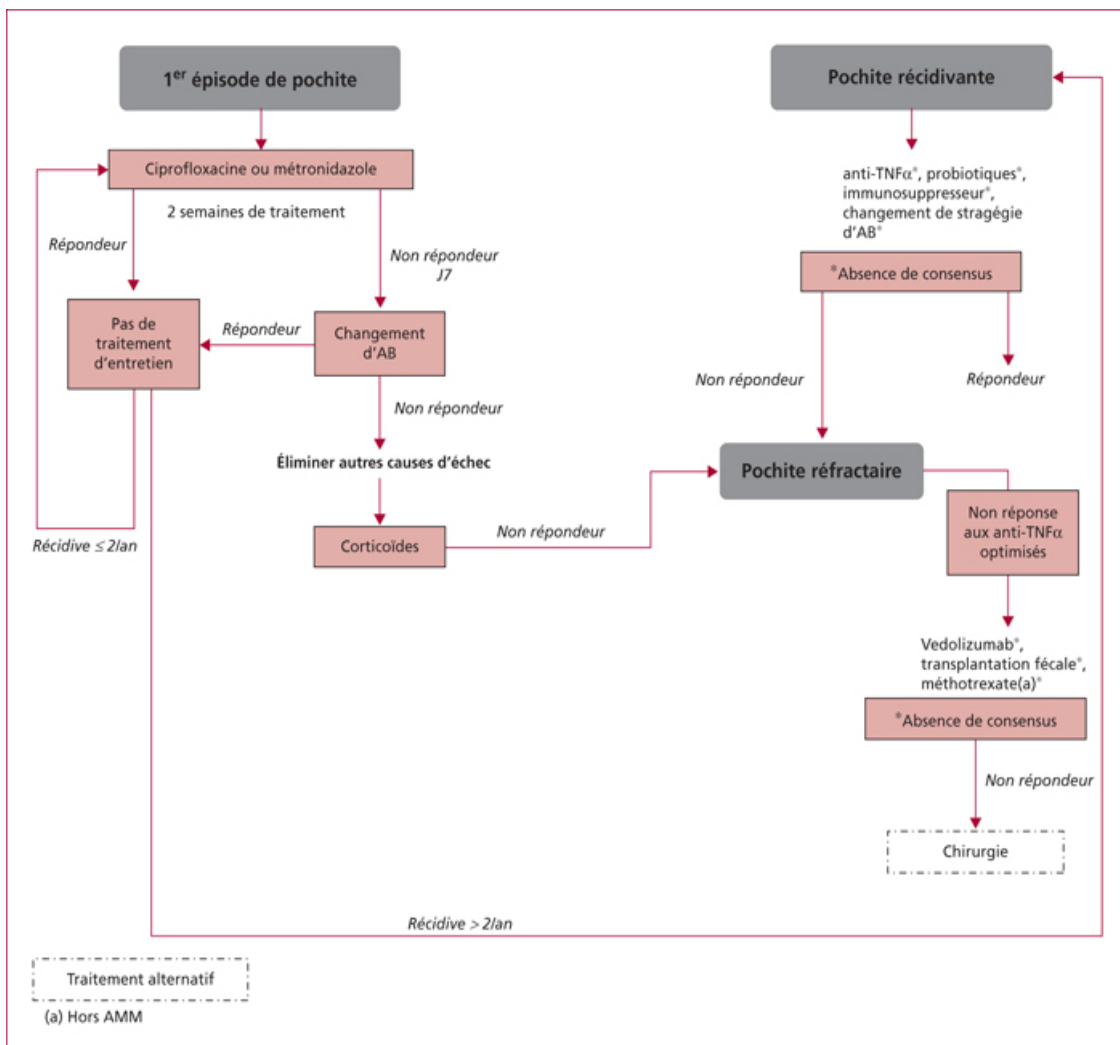 1er épisode de pochite
Ciprofloxacine ou métronidazole
2 semaines de traitement
Répondeur
Non répondeur
J7
Pas de
traitement
d'entretien
Répondeur
Changement
d'AB
Non répondeur
Éliminer autres causes d'échec
Corticoïdes
Non répondeur
Récidive ≤ 2/an
Récidive > 2/an
Pochite récidivante
anti-TNFα*, probiotiques*,
immunosuppresseur*,
changement de stragégie
d'AB*
*Absence de consensus
Non répondeur
Répondeur
Pochite réfractaire
Non réponse
aux anti-TNFα
optimisés
Vedolizumab*,
transplantation fécale*,
méthotrexate(a)*
*Absence de consensus
Non répondeur
Chirurgie
Traitement alternatif
(a) Hors AMM